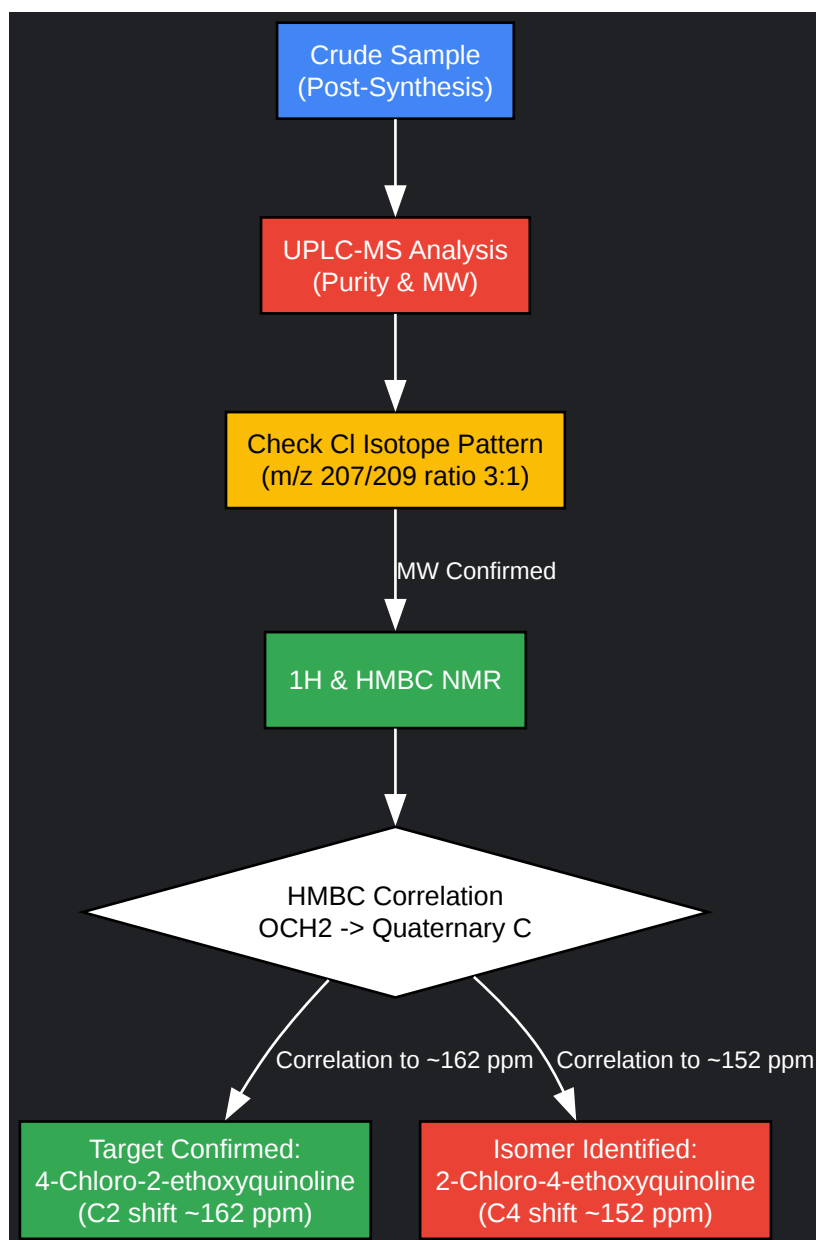 Crude Sample
(Post-Synthesis)
UPLC-MS Analysis
(Purity & MW)
Check Cl Isotope Pattern
(m/z 207/209 ratio 3:1)
MW Confirmed
1H & HMBC NMR
HMBC Correlation
OCH2 -> Quaternary C
Correlation to ~162 ppm
Correlation to ~152 ppm
Target Confirmed:
4-Chloro-2-ethoxyquinoline
(C2 shift ~162 ppm)
Isomer Identified:
2-Chloro-4-ethoxyquinoline
(C4 shift ~152 ppm)